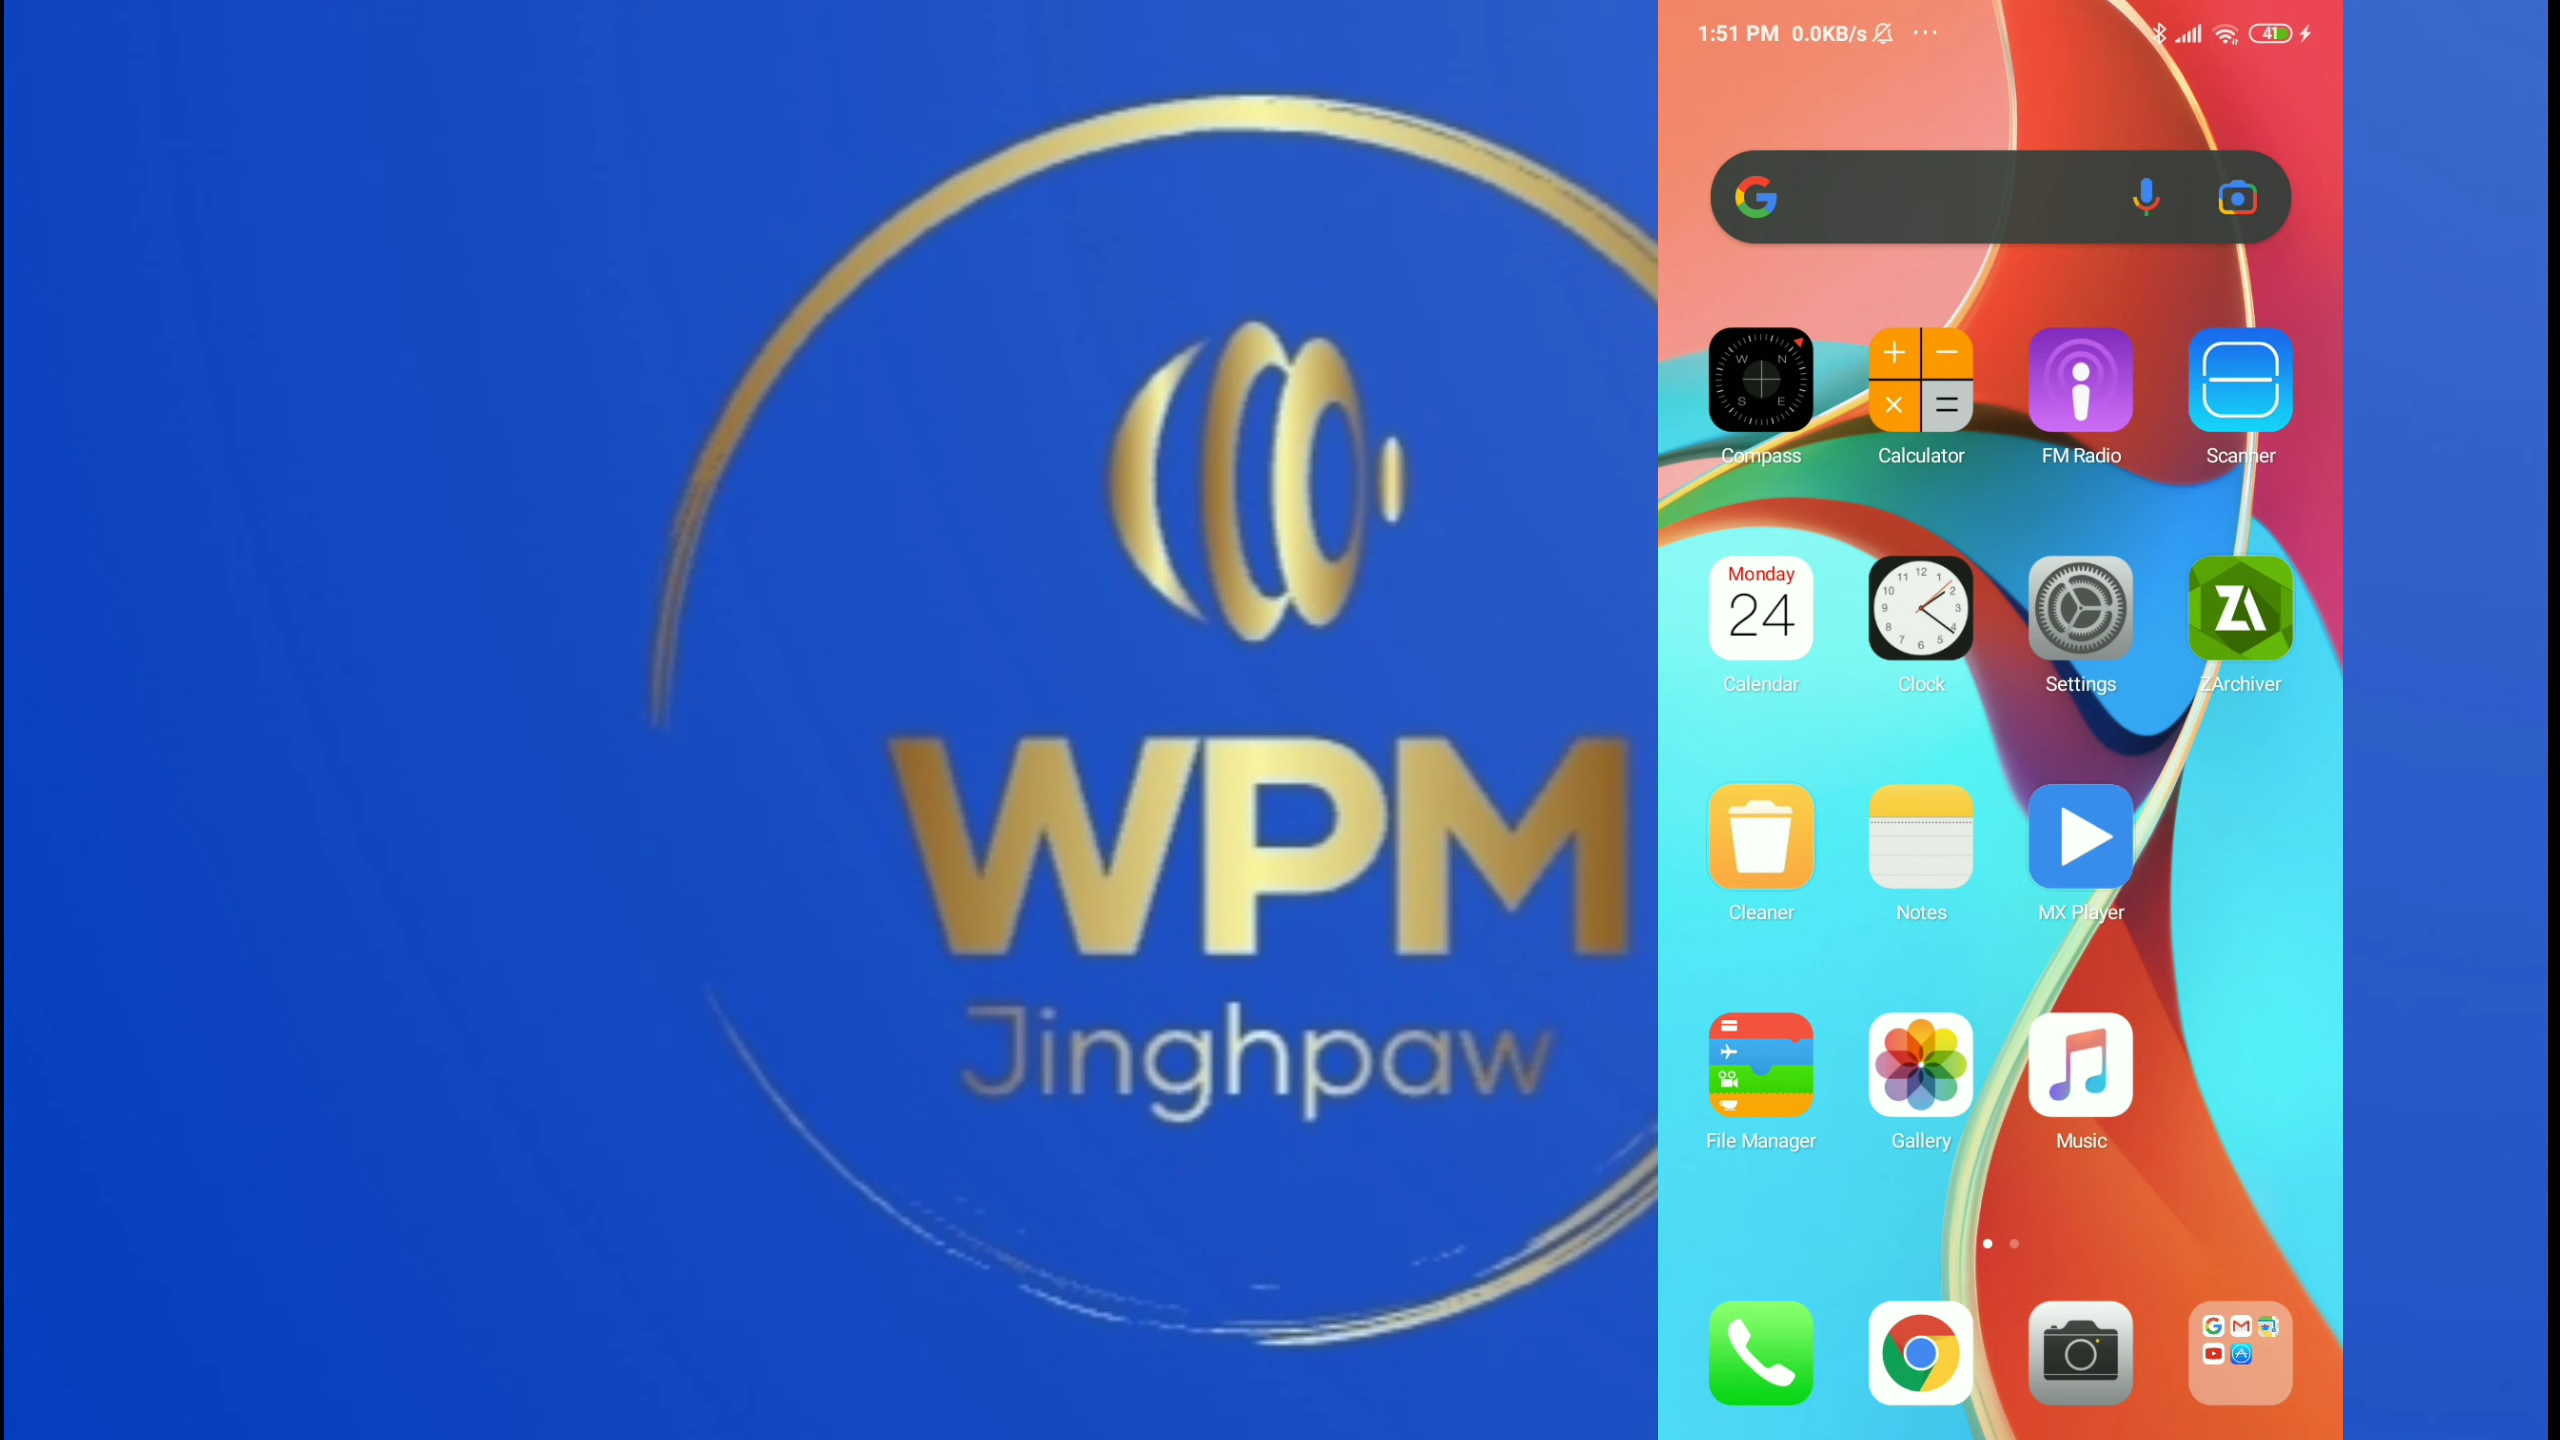 WPM
Jinghpaw
1:51 PM 0.0KB/s ... 41
Compass Calculator FM Radio Scanner
Monday
24
Calendar Clock Settings ZArchiver
Cleaner Notes MX Player
File Manager Gallery Music